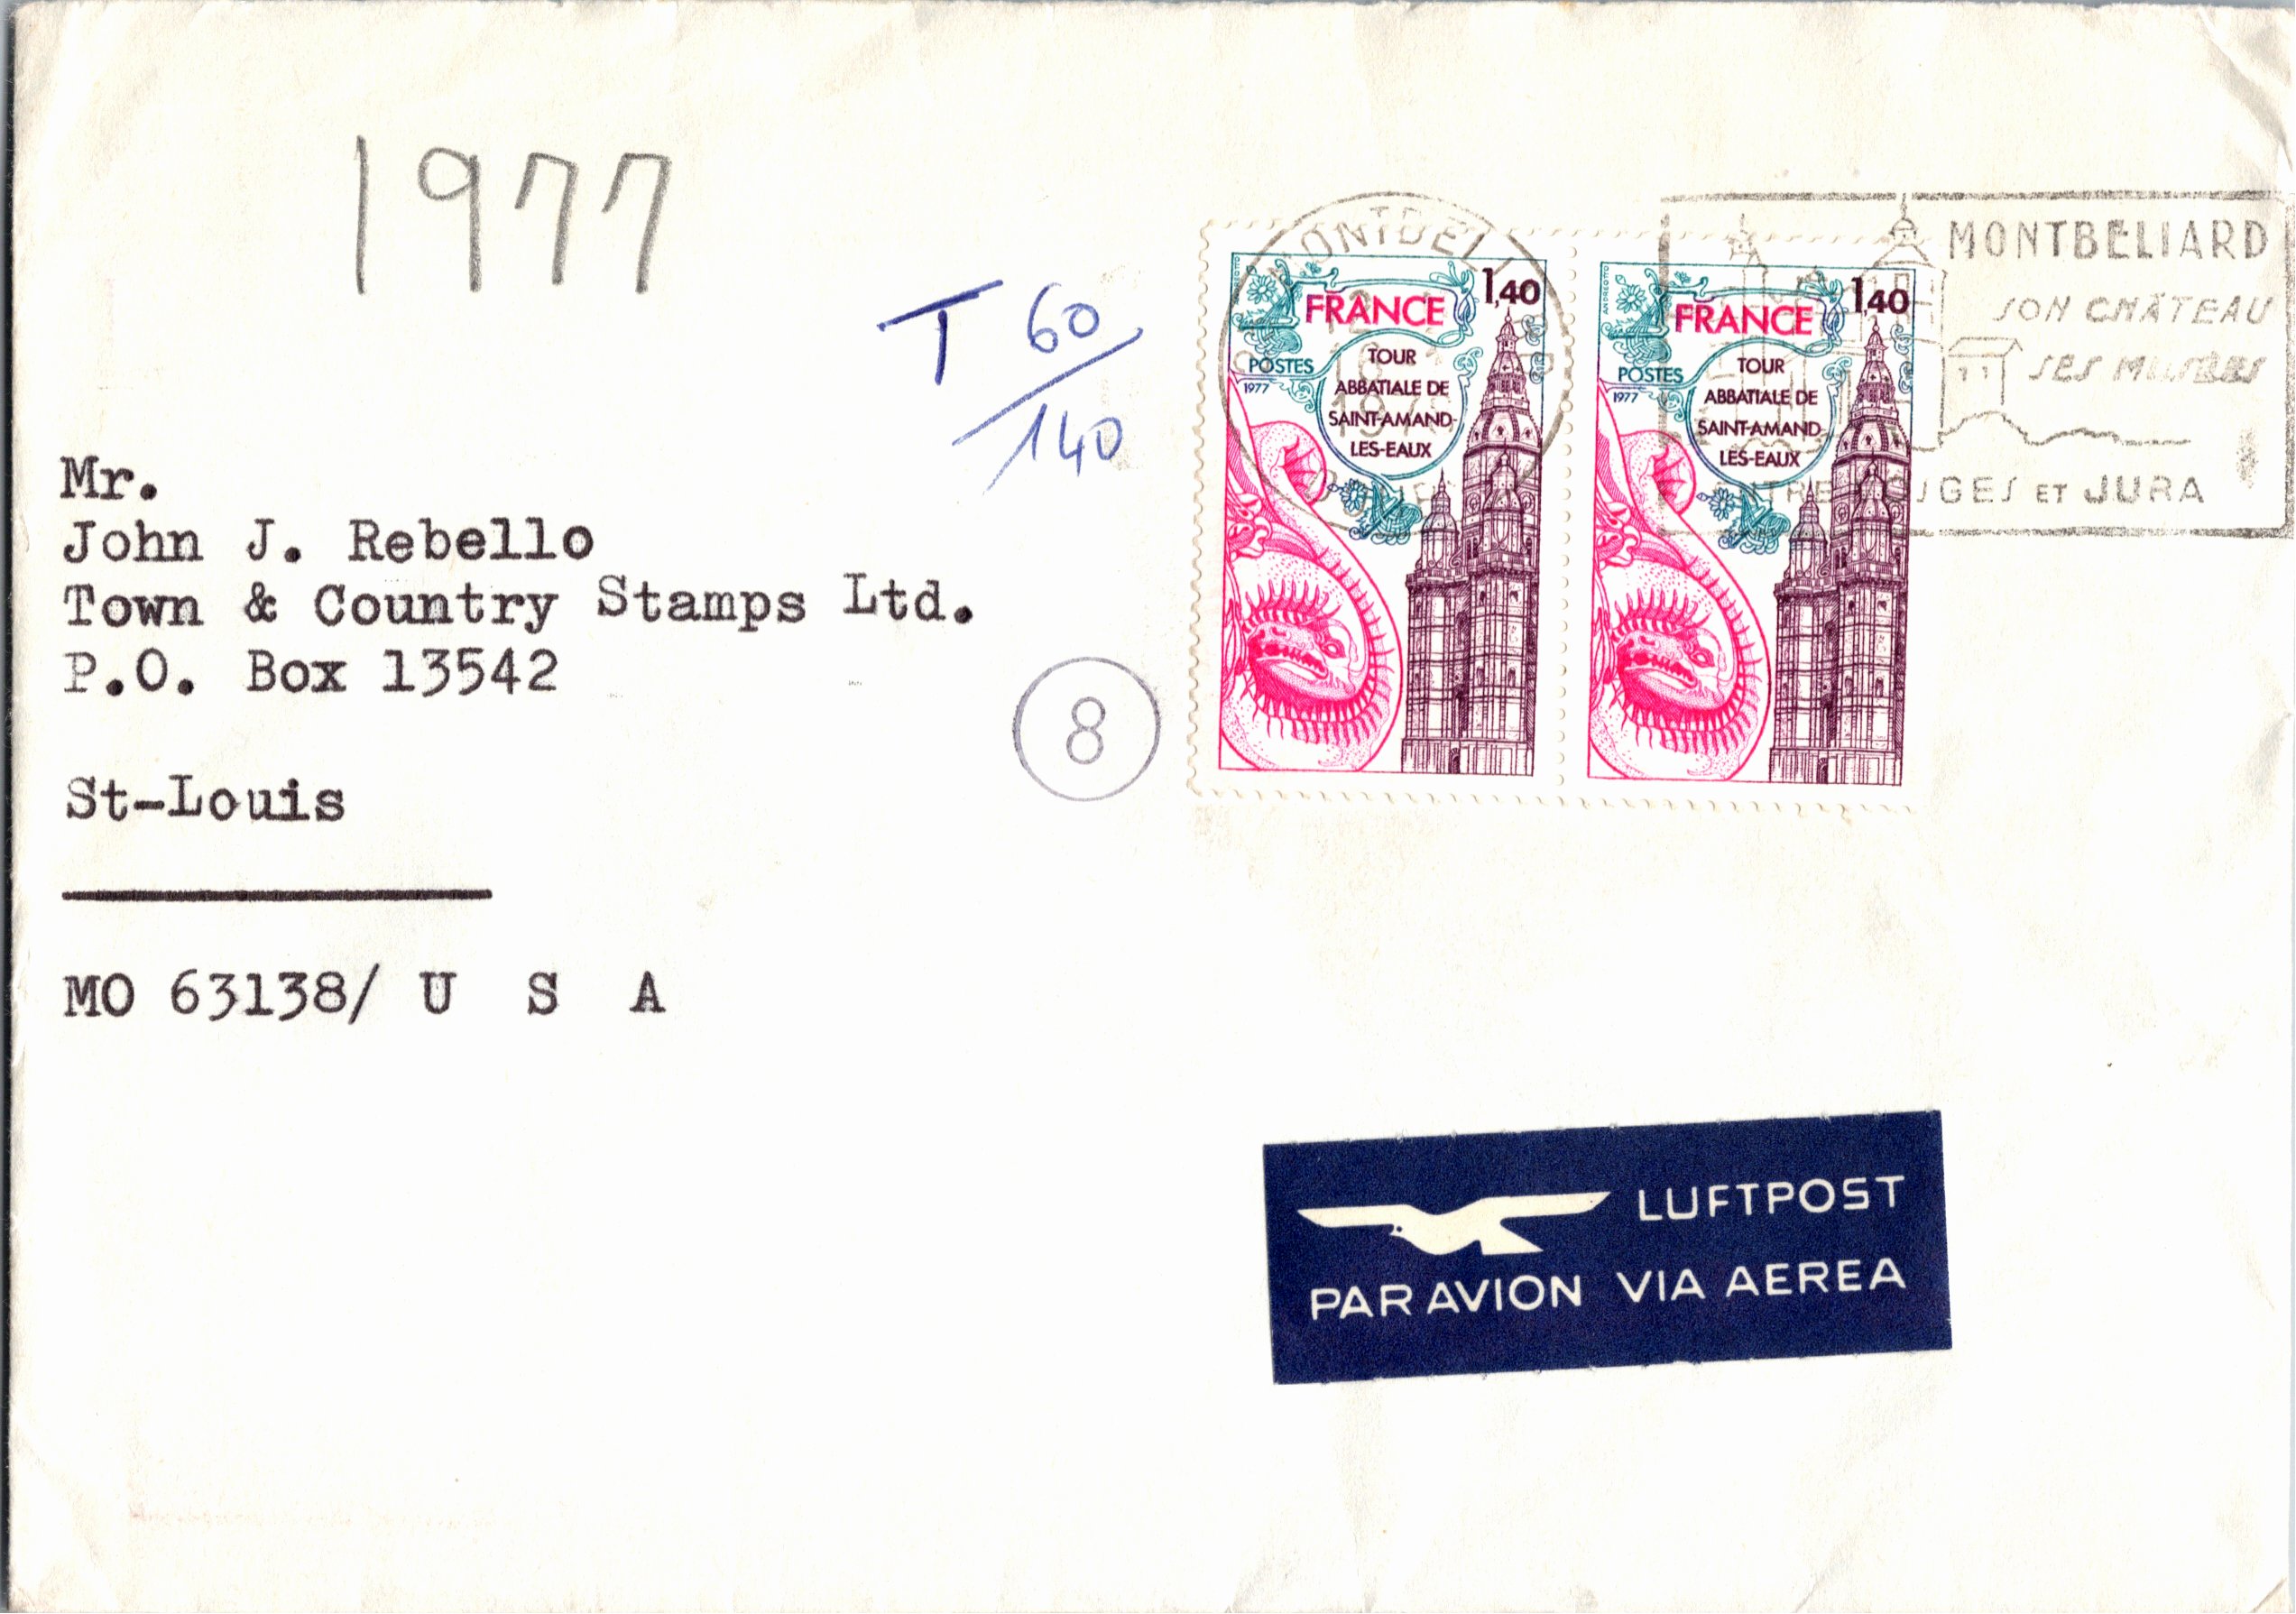 1977
T 60/140
Mr.
John J. Rebello
Town & Country Stamps Ltd.
P.O. Box 13542
St-Louis
MO 63138/ U S A
8
1,40
FRANCE
POSTES
1977
TOUR
ABBATIALE DE
SAINT-AMAND-
LES-EAUX
1,40
FRANCE
POSTES
1977
TOUR
ABBATIALE DE
SAINT-AMAND-
LES-EAUX
MONTBELIARD
SON CHÂTEAU
SES MUSÉES
ET JURA
LUFTPOST
PAR AVION VIA AEREA